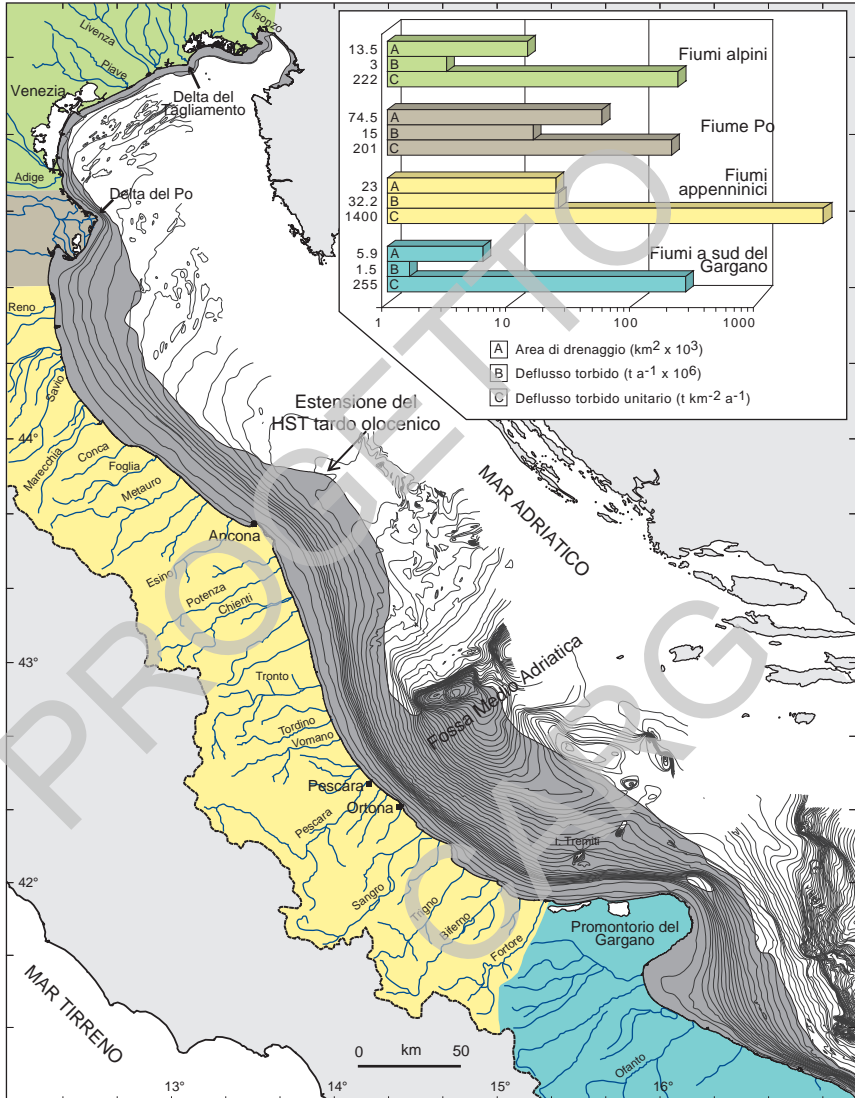 Isonzo
Livenza
Piave
Venezia
Delta del
Tagliamento
Adige
Delta del Po
Reno
Savio
44°
Marecchia
Conca
Foglia
Metauro
Ancona
Esino
Potenza
Chienti
43°
Tronto
Tordino
Vomano
Pescara
Ortona
Pescara
42°
Sangro
Trigno
Biferno
Fortore
Estensione del
HST tardo olocenico
MAR ADRIATICO
Fossa Medio Adriatica
I. Tremiti
Promontorio del
Gargano
Olanto
MAR TIRRENO
0 km 50
13° 14° 15° 16°
13.5 A Fiumi alpini
3 B
222 C
74.5 A Fiume Po
15 B
201 C
23 A Fiumi
32.2 B appenninici
1400 C
5.9 A Fiumi a sud del
1.5 B Gargano
255 C
1 10 100 1000
A Area di drenaggio (km2 x 103)
B Deflusso torbido (t a-1 x 106)
C Deflusso torbido unitario (t km-2 a-1)
PROGETTO
CARG